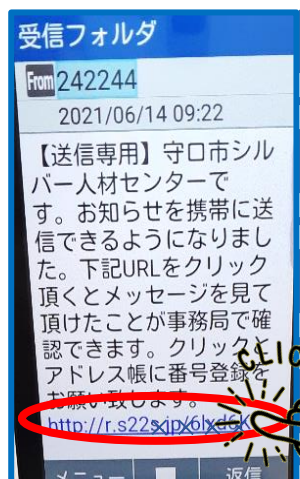 受信フォルダ
From 242244
2021/06/14 09:22
【送信専用】守口市シル
バー人材センターで
す。お知らせを携帯に送
信できるようになりまし
た。下記URLをクリック
頂くとメッセージを見て
頂けたことが事務局で確
認できます。クリックと
アドレス帳に番号登録を
お願い致します。
CLIC
メニュー
返信